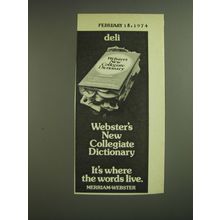 FEBRUARY 18, 1974
deli
Webster's
New
Collegiate
Dictionary
Webster's
New
Collegiate
Dictionary
It's where
the words live.
MERRIAM-WEBSTER